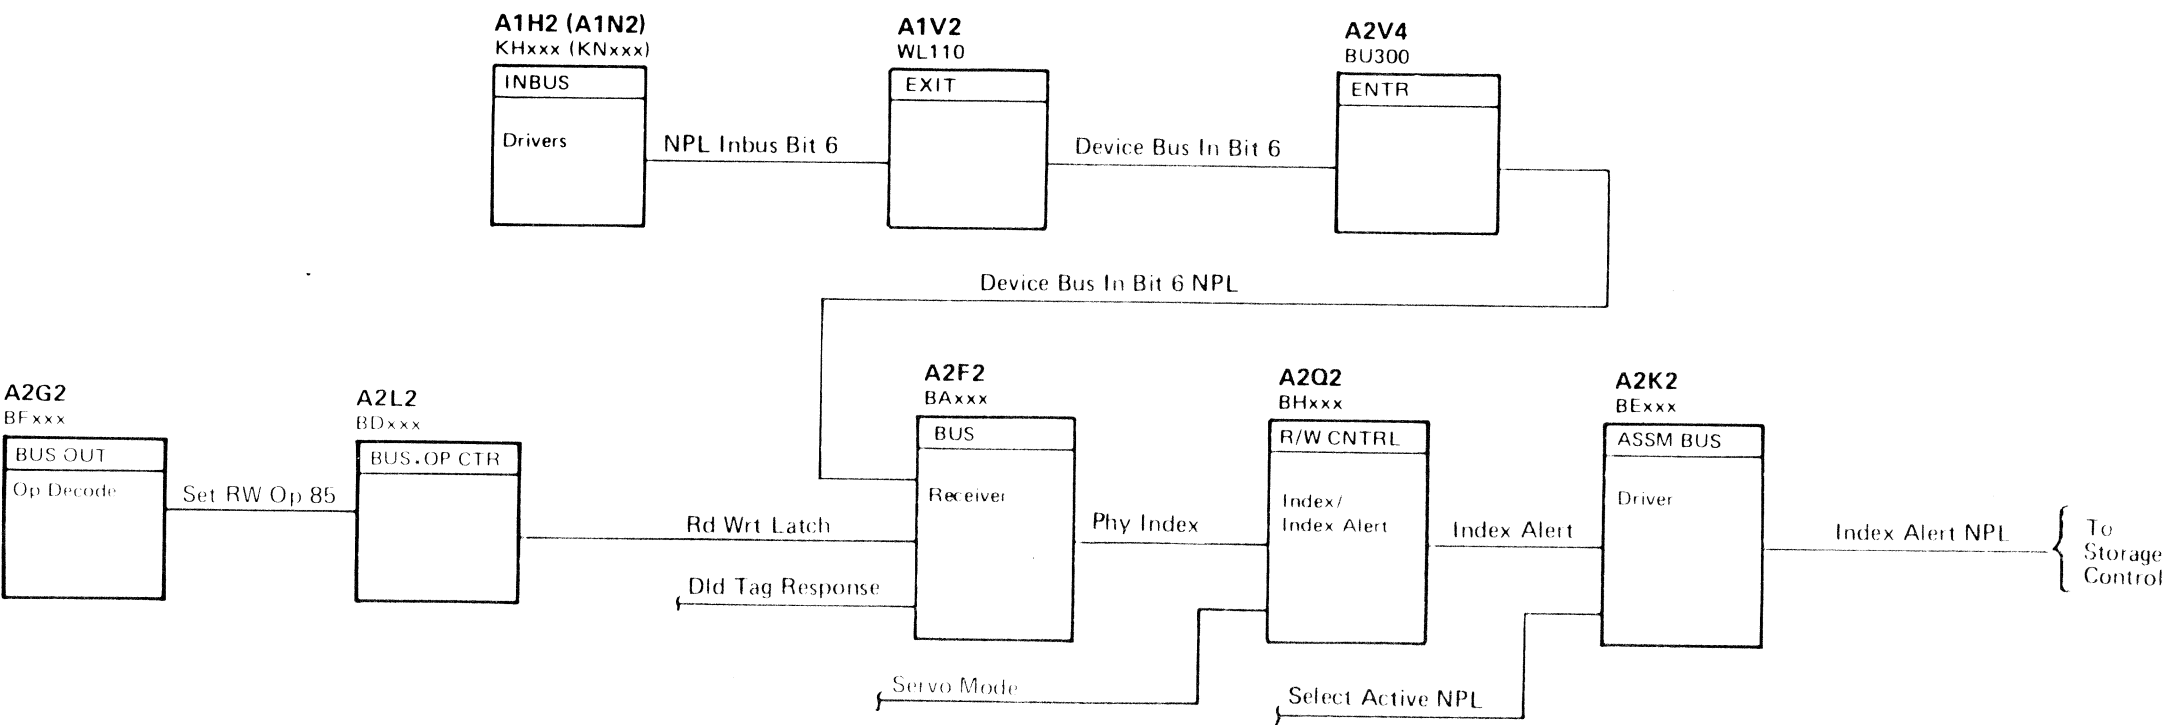 A1H2 (A1N2)
KHxxx (KNxxx)
INBUS
Drivers
NPL Inbus Bit 6
A1V2
WL110
EXIT
Device Bus In Bit 6
A2V4
BU300
ENTR
Device Bus In Bit 6 NPL
A2G2
BFxxx
BUS OUT
Op Decode
Set RW Op 85
A2L2
BDxxx
BUS.OP CTR
Rd Wrt Latch
Dld Tag Response
A2F2
BAxxx
BUS
Receiver
Phy Index
Servo Mode
A2Q2
BHxxx
R/W CNTRL
Index/
Index Alert
Index Alert
Select Active NPL
A2K2
BExxx
ASSM BUS
Driver
Index Alert NPL
To
Storage
Control